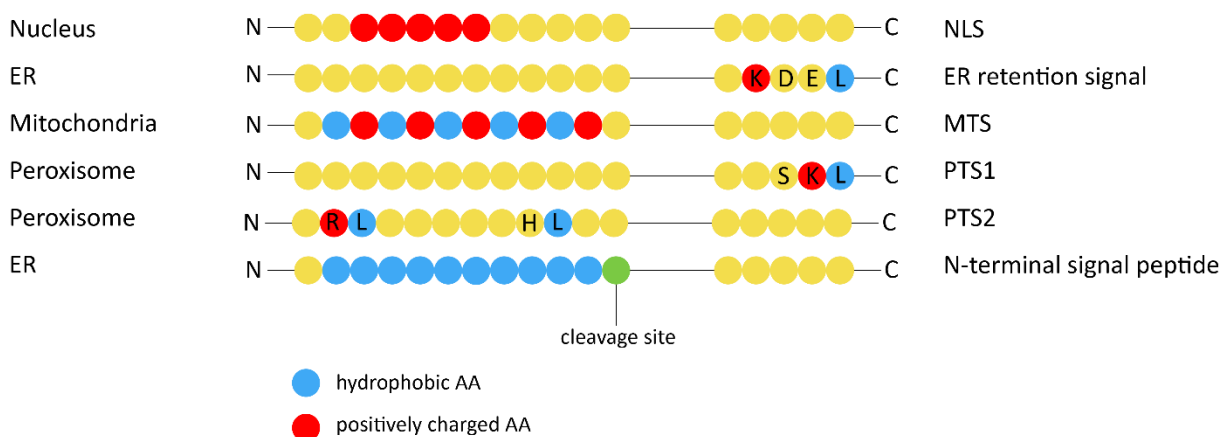 Nucleus N C NLS
ER N K D E L C ER retention signal
Mitochondria N C MTS
Peroxisome N S K L C PTS1
Peroxisome N R L H L C PTS2
ER N C N-terminal signal peptide
cleavage site
hydrophobic AA
positively charged AA